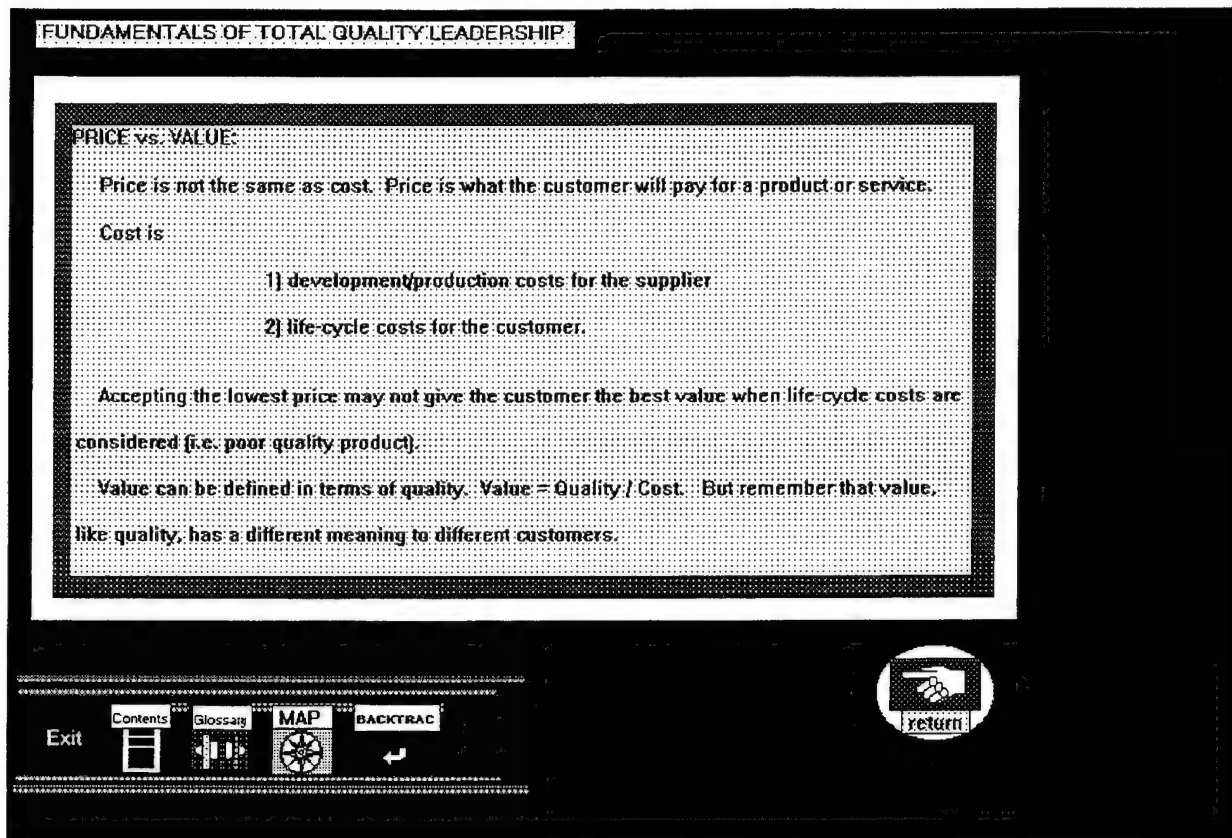 FUNDAMENTALS OF TOTAL QUALITY LEADERSHIP
PRICE vs. VALUE:
Price is not the same as cost. Price is what the customer will pay for a product or service.
Cost is
1) development/production costs for the supplier
2) life-cycle costs for the customer.
Accepting the lowest price may not give the customer the best value when life-cycle costs are
considered (i.e. poor quality product).
Value can be defined in terms of quality. Value = Quality / Cost. But remember that value,
like quality, has a different meaning to different customers.
return
Exit
Contents
Glossary
MAP
BACKTRAC